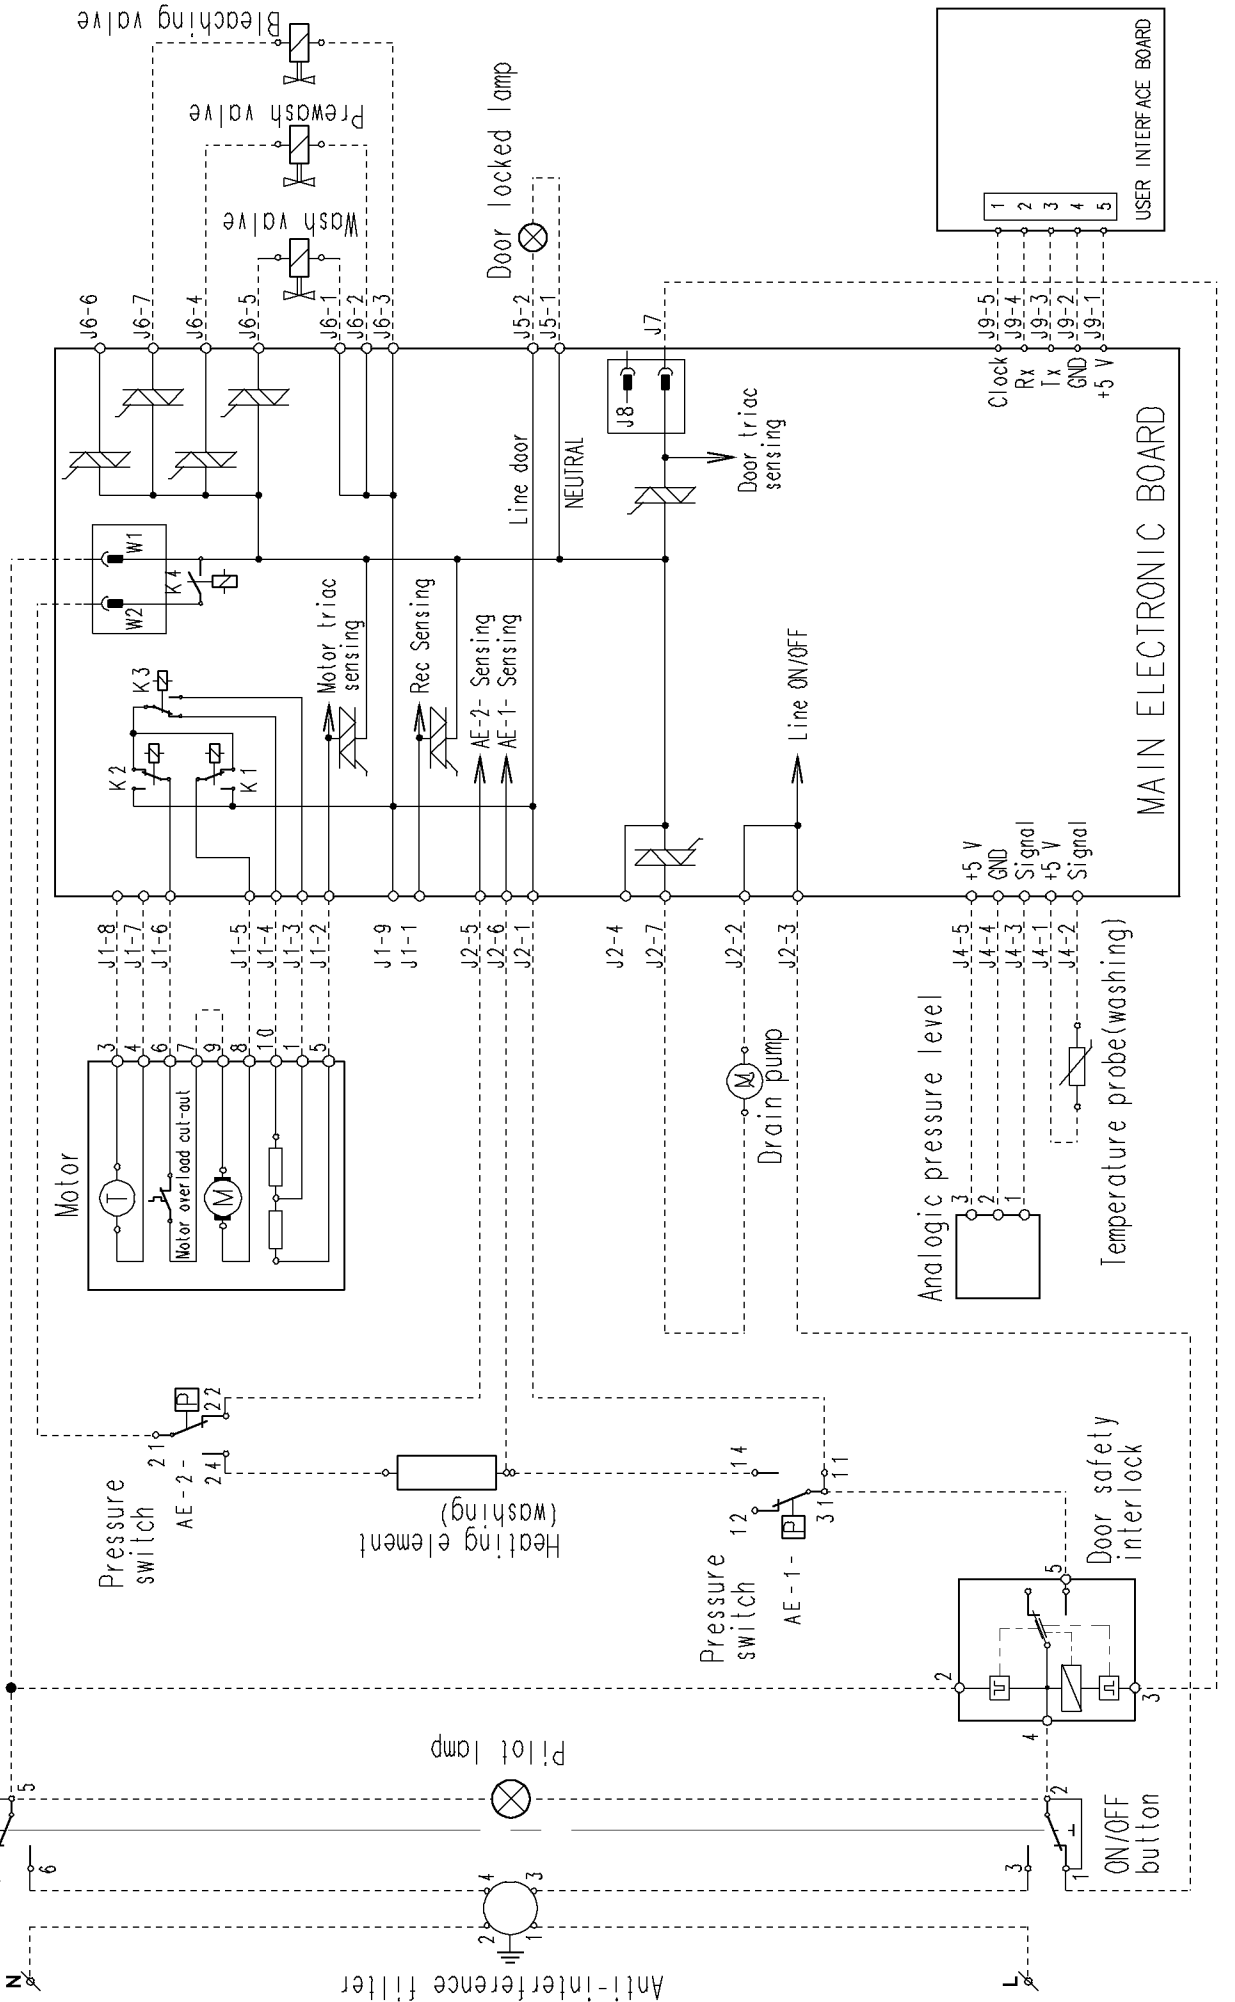 Bleaching valve
Prewash valve
Wash valve
Door locked lamp
USER INTERFACE BOARD
1
2
3
4
5
J6-6
J6-7
J6-4
J6-5
J6-1
J6-2
J6-3
J5-2
J5-1
J7
J9-5
J9-4
J9-3
J9-2
J9-1
Clock
Rx
Tx
GND
+5 V
J8
Door triac
sensing
Line door
NEUTRAL
W1
W2
K4
K3
K2
K1
Motor triac
sensing
Rec Sensing
AE-2- Sensing
AE-1- Sensing
Line ON/OFF
MAIN ELECTRONIC BOARD
+5 V
GND
Signal
+5 V
Signal
J1-8
J1-7
J1-6
J1-5
J1-4
J1-3
J1-2
J1-9
J1-1
J2-5
J2-6
J2-1
J2-4
J2-7
J2-2
J2-3
J4-5
J4-4
J4-3
J4-1
J4-2
3
4
6
7
9
8
10
1
5
Motor
T
Motor overload cut-out
M
M
Drain pump
Analogic pressure level
3
2
1
Temperature probe(washing)
Pressure
switch
AE-2-
21
22
24
P
Heating element
(washing)
14
11
12
31
P
Pressure
switch
AE-1-
Door safety
interlock
5
2
3
4
Pilot lamp
5
6
2
3
1
ON/OFF
button
4
3
2
1
Anti-interference filter
N
L